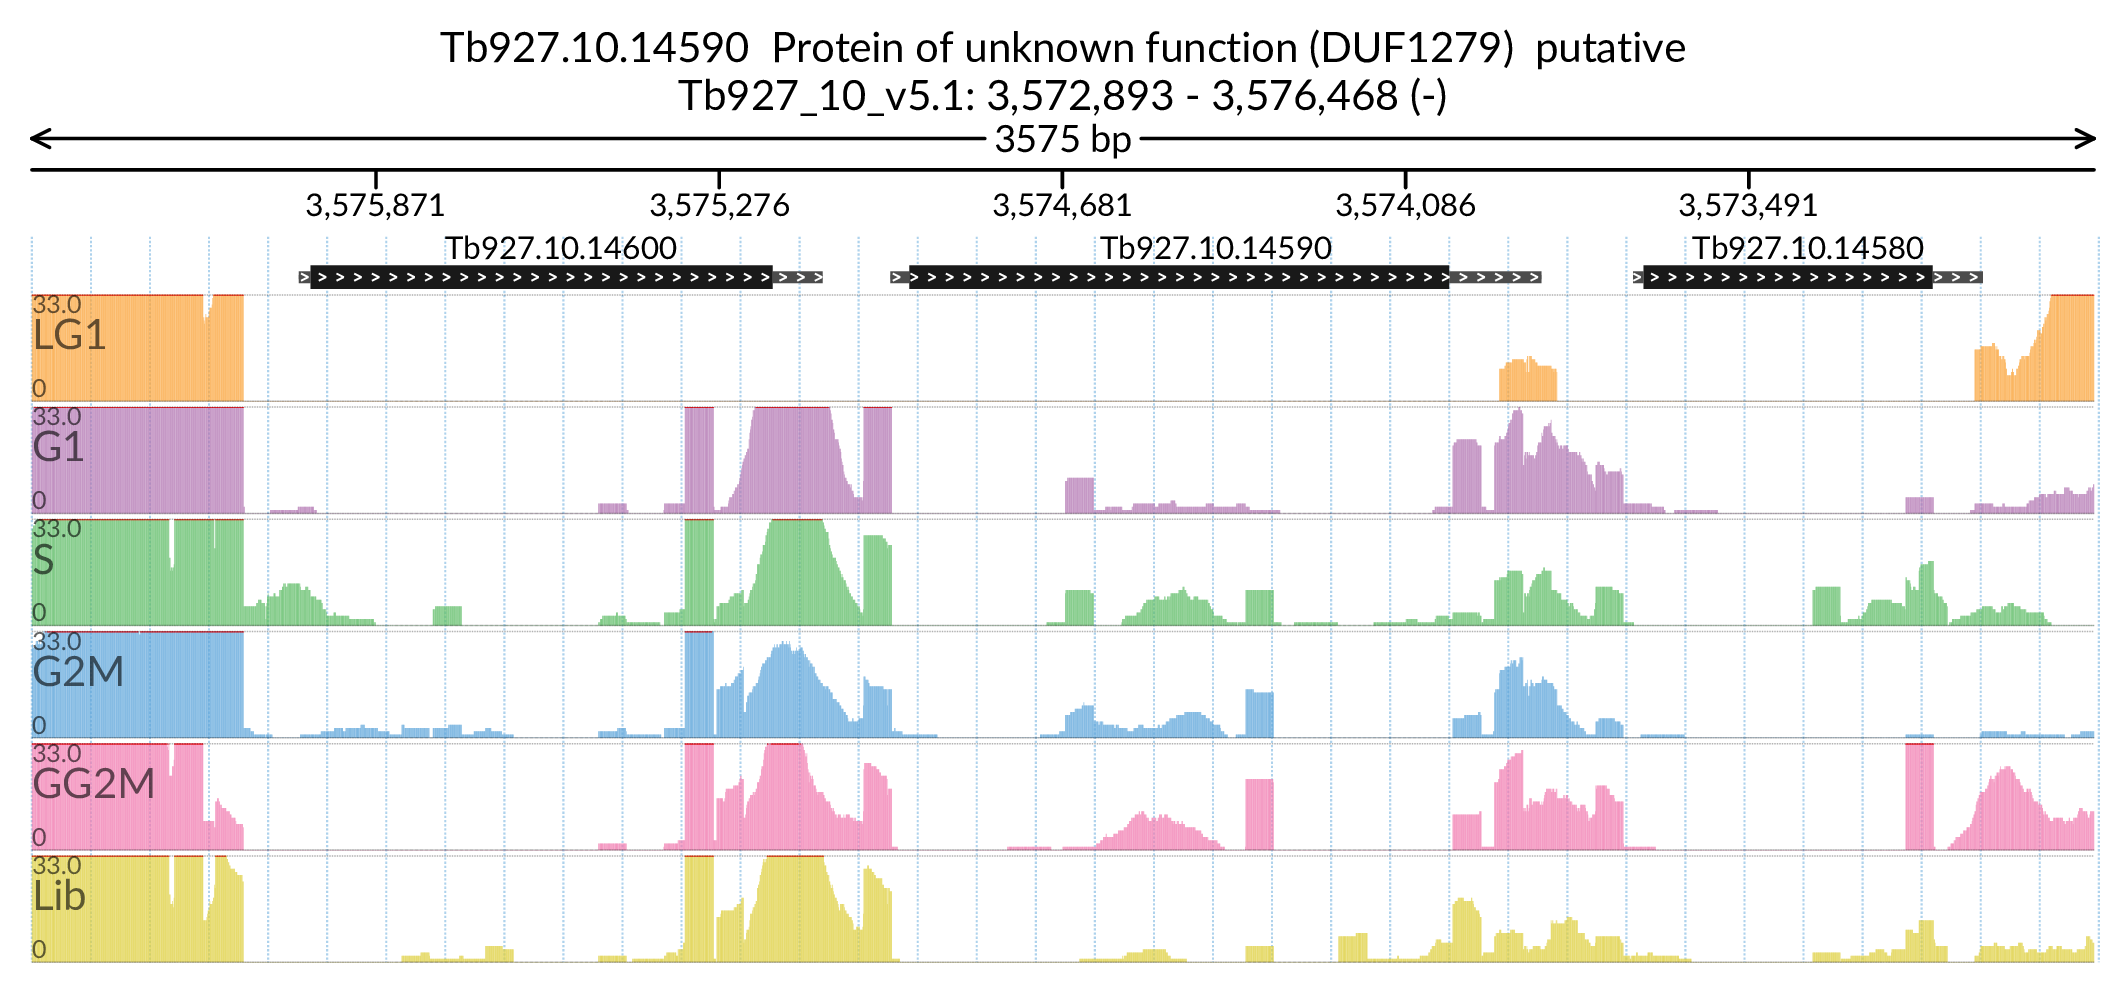 Tb927.10.14590  Protein of unknown function (DUF1279)  putative
Tb927_10_v5.1: 3,572,893 - 3,576,468 (-)
3575 bp
3,575,871 3,575,276 3,574,681 3,574,086 3,573,491
Tb927.10.14600 Tb927.10.14590 Tb927.10.14580
33.0
LG1
0
33.0
G1
0
33.0
S
0
33.0
G2M
0
33.0
GG2M
0
33.0
Lib
0